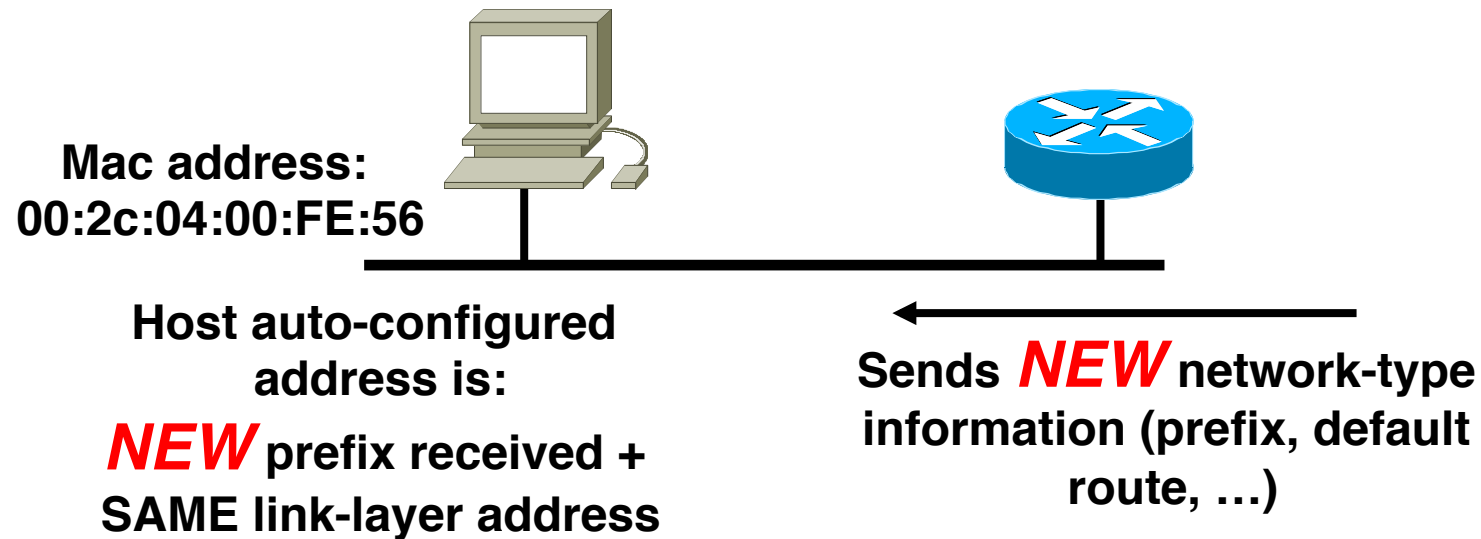 Mac address:
00:2c:04:00:FE:56
Host auto-configured
address is:
NEW prefix received +
SAME link-layer address
Sends NEW network-type
information (prefix, default
route, …)